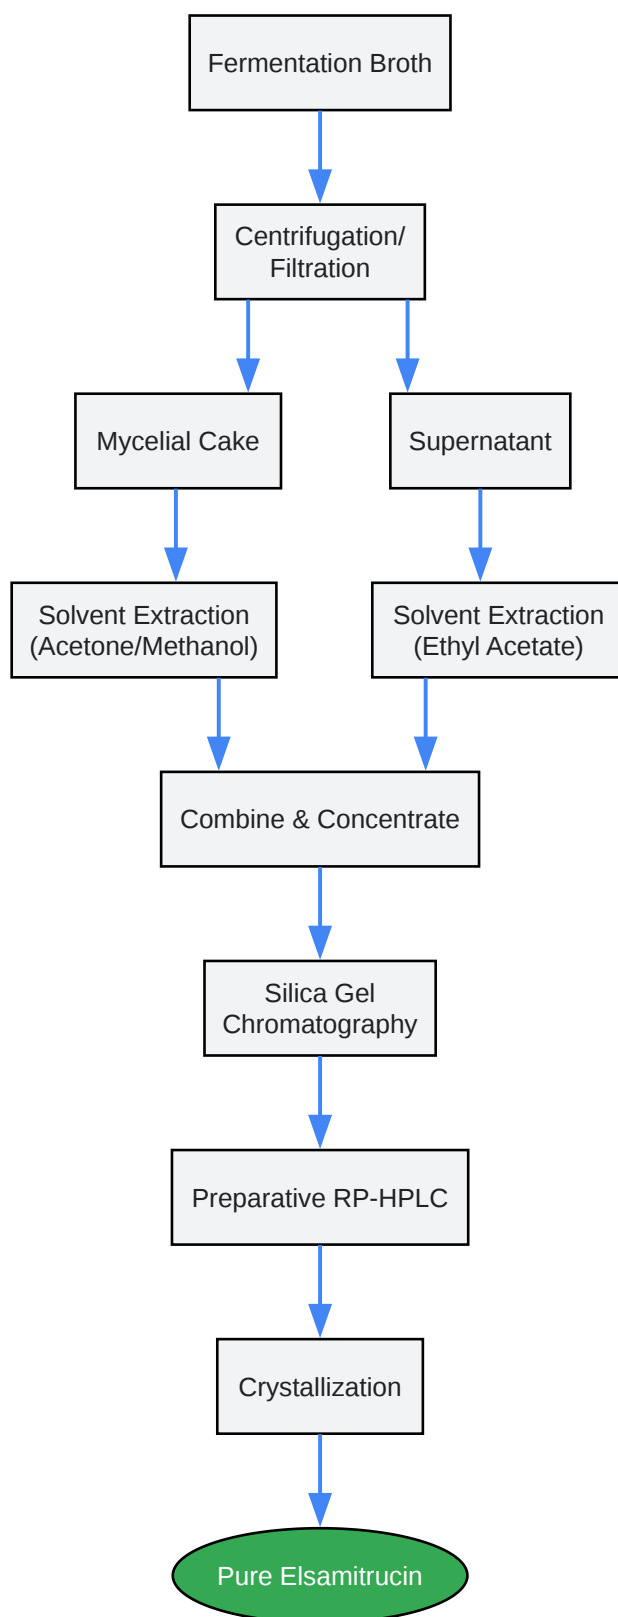 Fermentation Broth
Centrifugation/
Filtration
Mycelial Cake
Supernatant
Solvent Extraction
(Acetone/Methanol)
Solvent Extraction
(Ethyl Acetate)
Combine & Concentrate
Silica Gel
Chromatography
Preparative RP-HPLC
Crystallization
Pure Elsamitrucin